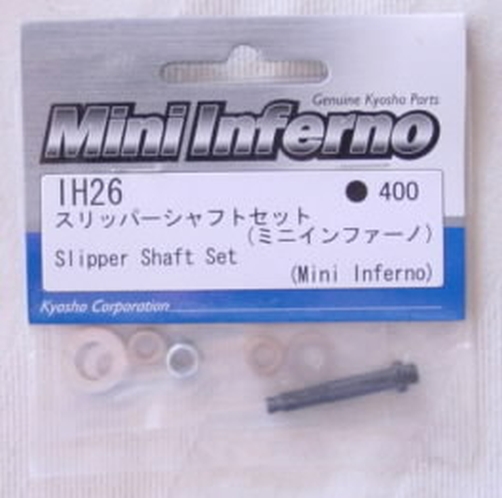 Genuine Kyosho Parts
Mini Inferno
IH26 ● 400
スリッパーシャフトセット
(ミニインファーノ)
Slipper Shaft Set
(Mini Inferno)
Kyosho Corporation